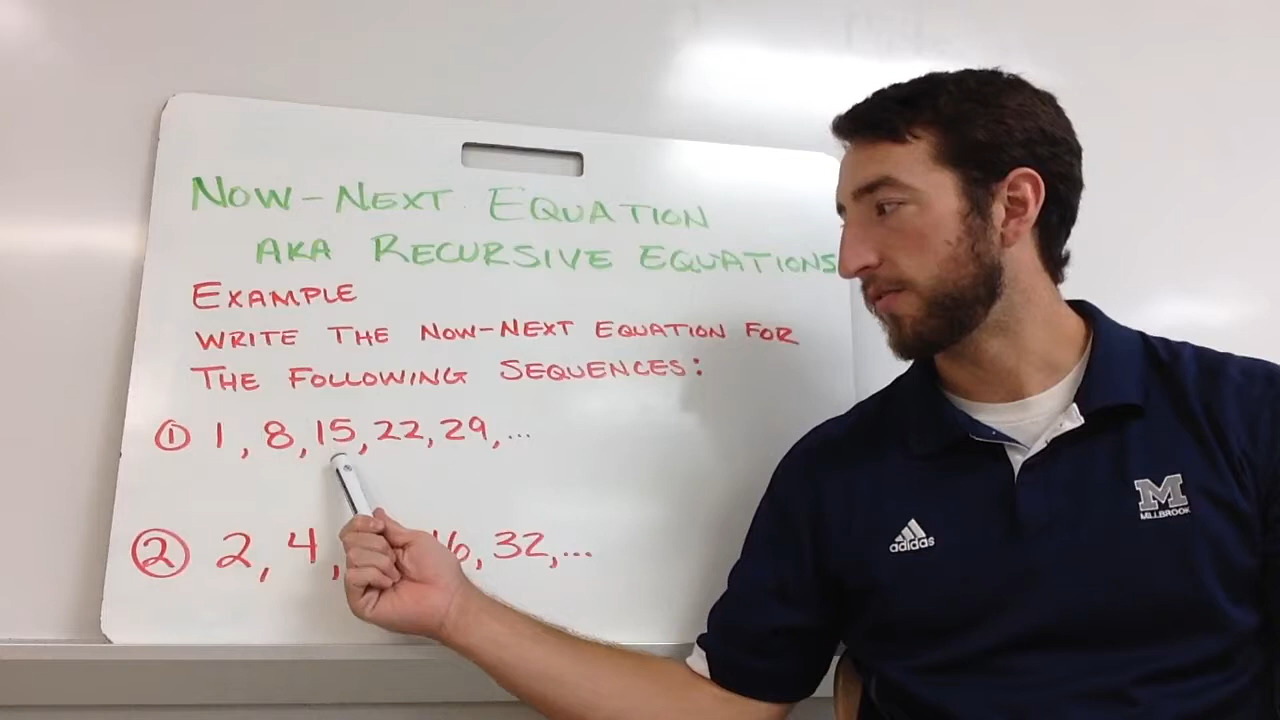 NOW-NEXT EQUATION
AKA RECURSIVE EQUATIONS
EXAMPLE
WRITE THE NOW-NEXT EQUATION FOR
THE FOLLOWING SEQUENCES:
① 1, 8, 15, 22, 29, ...
② 2, 4, 16, 32, ...
M
MILLBROOK
adidas